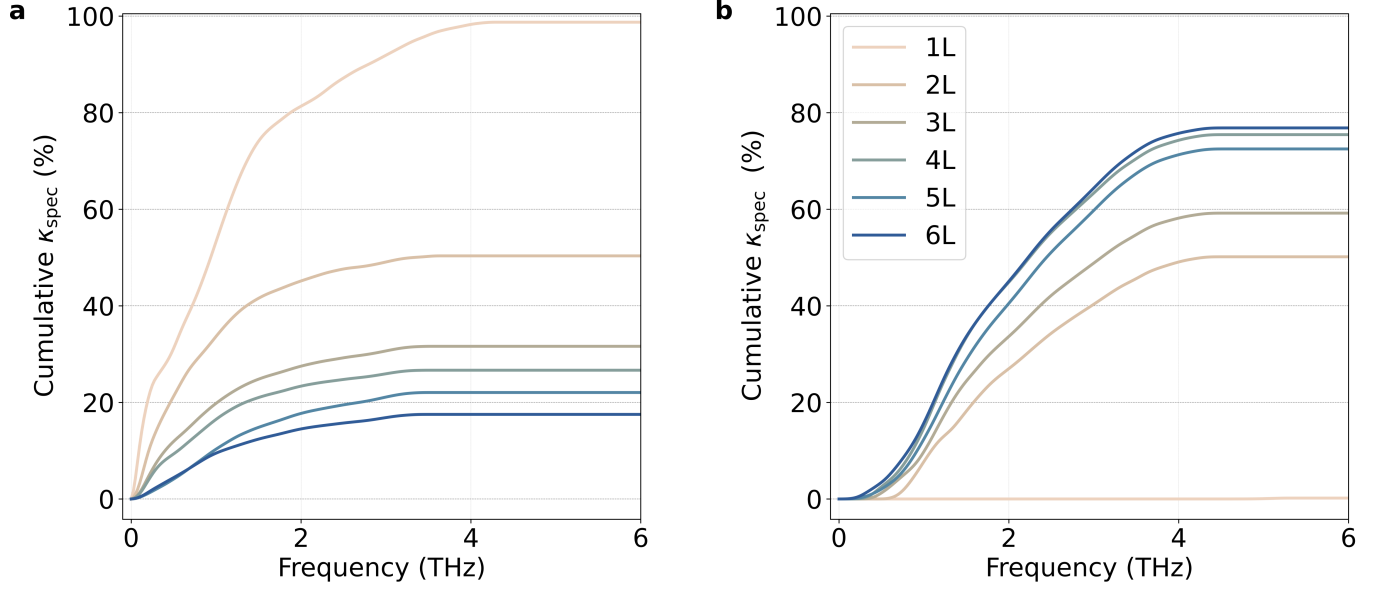 a
100
80
60
40
20
0
0 2 4 6
Cumulative κspec (%)
Frequency (THz)
b
100
80
60
40
20
0
0 2 4 6
Cumulative κspec (%)
Frequency (THz)
1L
2L
3L
4L
5L
6L